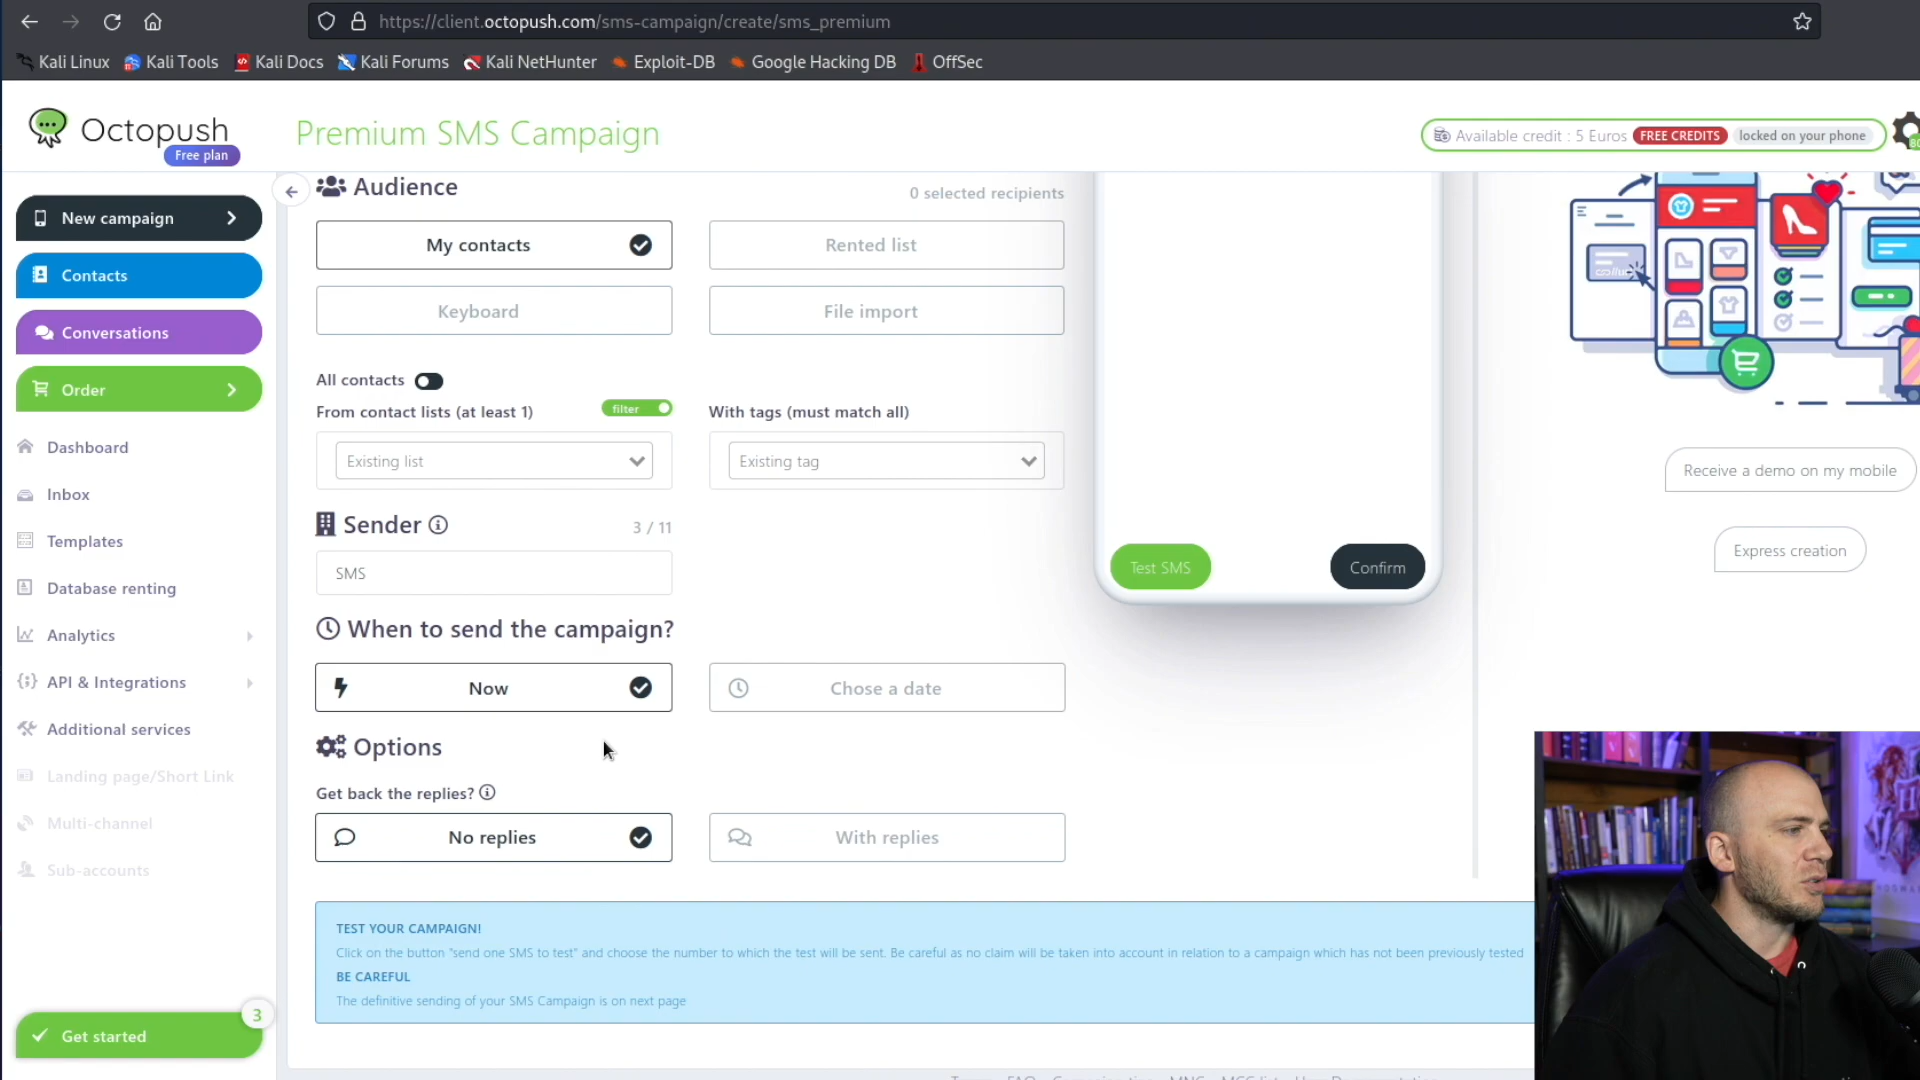 https://client.octopush.com/sms-campaign/create/sms_premium
Kali Linux
Kali Tools
Kali Docs
Kali Forums
Kali NetHunter
Exploit-DB
Google Hacking DB
OffSec
Octopush
Free plan
Premium SMS Campaign
Available credit : 5 Euros
FREE CREDITS
locked on your phone
New campaign
Contacts
Conversations
Order
Dashboard
Inbox
Templates
Database renting
Analytics
API & Integrations
Additional services
Landing page/Short Link
Multi-channel
Sub-accounts
Get started
3
Audience
0 selected recipients
My contacts
Rented list
Keyboard
File import
All contacts
From contact lists (at least 1)
filter
With tags (must match all)
Existing list
Existing tag
Sender
3 / 11
SMS
When to send the campaign?
Now
Chose a date
Options
Get back the replies?
No replies
With replies
Test SMS
Confirm
Receive a demo on my mobile
Express creation
TEST YOUR CAMPAIGN!
Click on the button "send one SMS to test" and choose the number to which the test will be sent. Be careful as no claim will be taken into account in relation to a campaign which has not been previously tested
BE CAREFUL
The definitive sending of your SMS Campaign is on next page